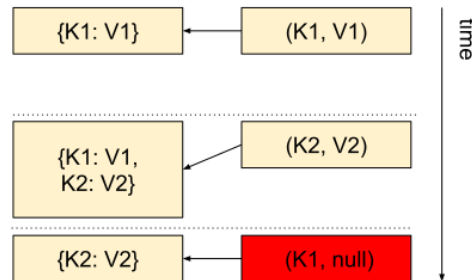 {K1: V1}
(K1, V1)
time
{K1: V1,
K2: V2}
(K2, V2)
{K2: V2}
(K1, null)